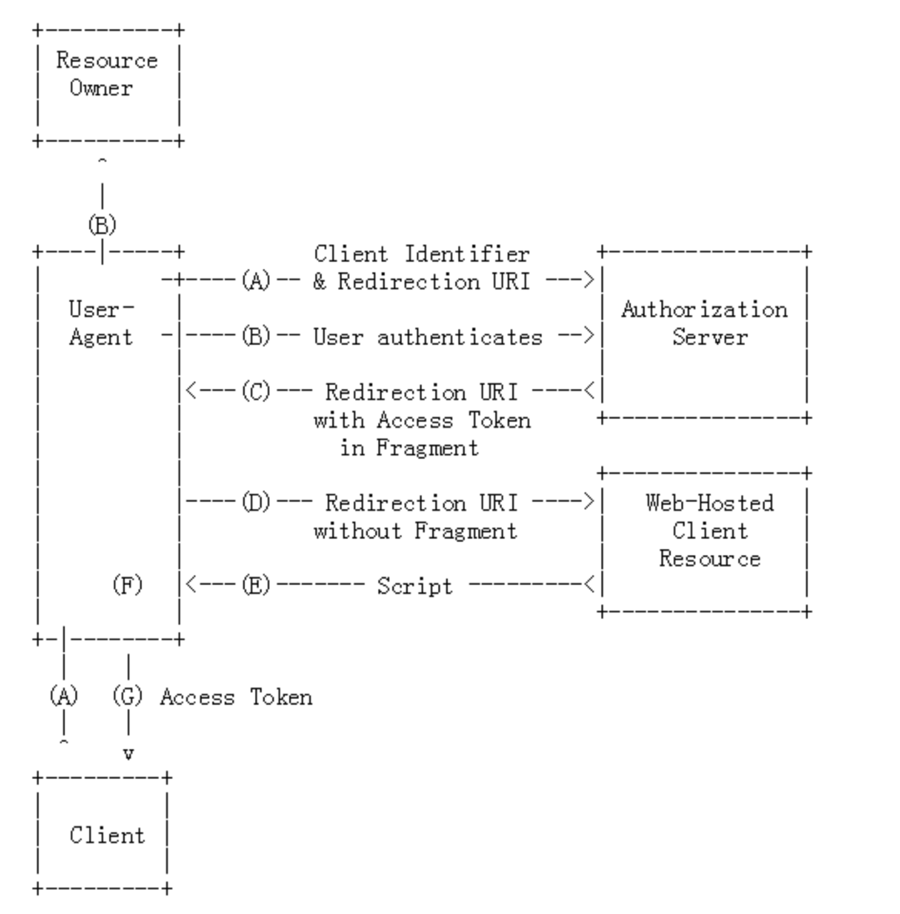 +----------+
| Resource |
|  Owner   |
|          |
+----------+
     ^
     |
    (B)
+----|-----+          Client Identifier      +---------------+
|         -+----(A)-- & Redirection URI ---->|               |
|  User-   |                                 | Authorization |
|  Agent  -|----(B)-- User authenticates --->|     Server    |
|          |                                 |               |
|          |<---(C)--- Redirection URI ----<|               |
|          |          with Access Token     +---------------+
|          |            in Fragment
|          |                                +---------------+
|          |----(D)--- Redirection URI ---->|   Web-Hosted  |
|          |          without Fragment      |     Client    |
|          |                                |    Resource   |
|     (F)  |<---(E)------- Script ---------<|               |
|          |                                +---------------+
+-|--------+
  |    |
 (A)  (G) Access Token
  |    |
  ^    v
+---------+
|         |
|  Client |
|         |
+---------+